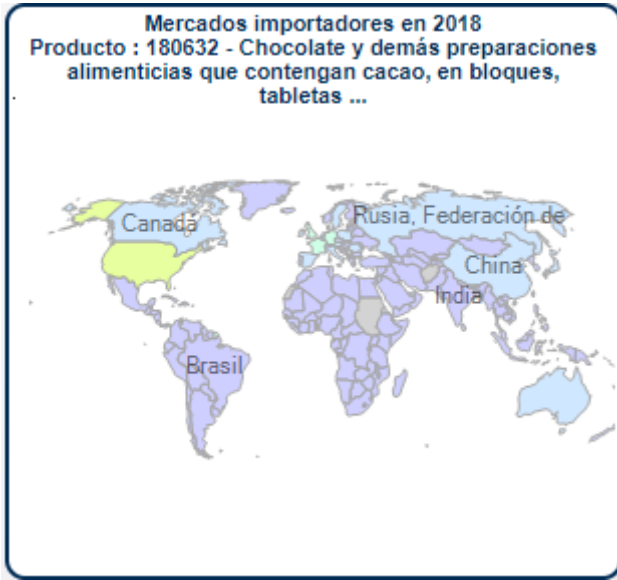 Mercados importadores en 2018
Producto : 180632 - Chocolate y demás preparaciones
alimenticias que contengan cacao, en bloques,
tabletas ...
Canadá
Rusia, Federación de
China
India
Brasil